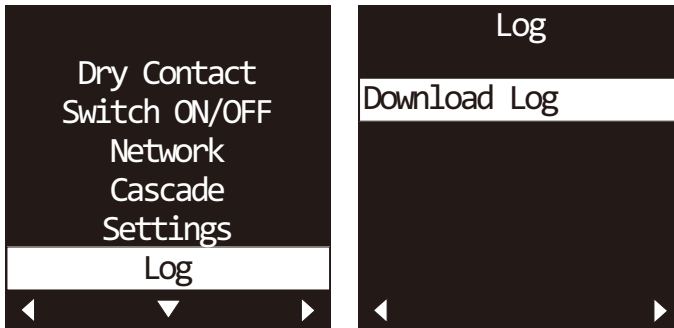 Dry Contact
Switch ON/OFF
Network
Cascade
Settings
Log
Log
Download Log